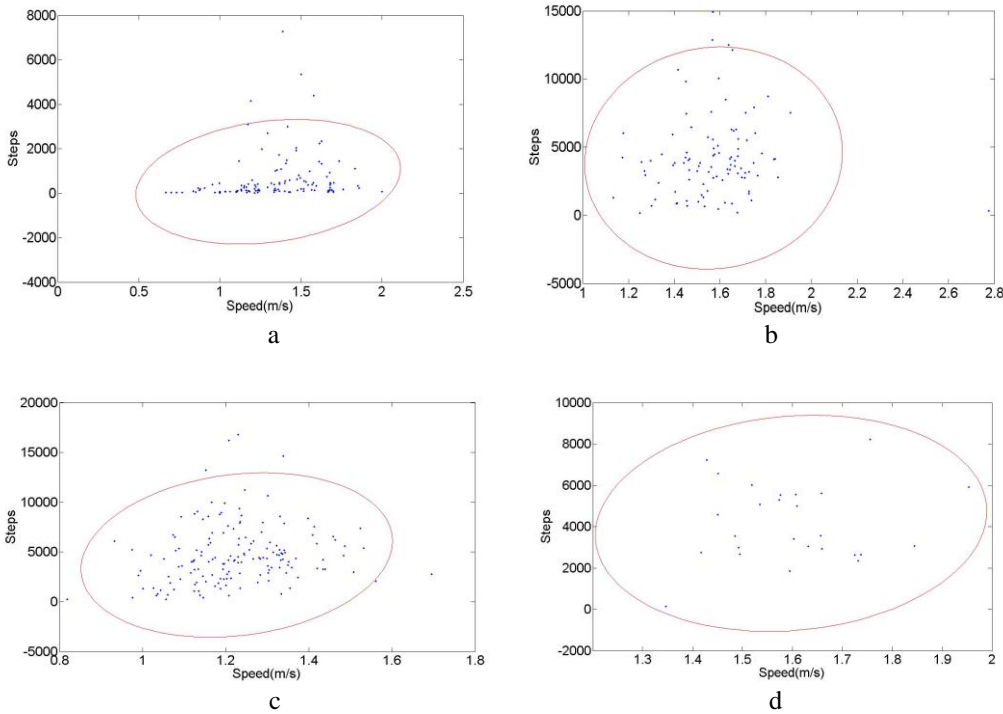 8000
6000
4000
2000
0
-2000
-4000
Steps
0 0.5 1 1.5 2 2.5
Speed(m/s)
a
15000
10000
5000
0
-5000
Steps
1 1.2 1.4 1.6 1.8 2 2.2 2.4 2.6 2.8
Speed(m/s)
b
20000
15000
10000
5000
0
-5000
Steps
0.8 1 1.2 1.4 1.6 1.8
Speed(m/s)
c
10000
8000
6000
4000
2000
0
-2000
Steps
1.3 1.4 1.5 1.6 1.7 1.8 1.9 2
Speed(m/s)
d